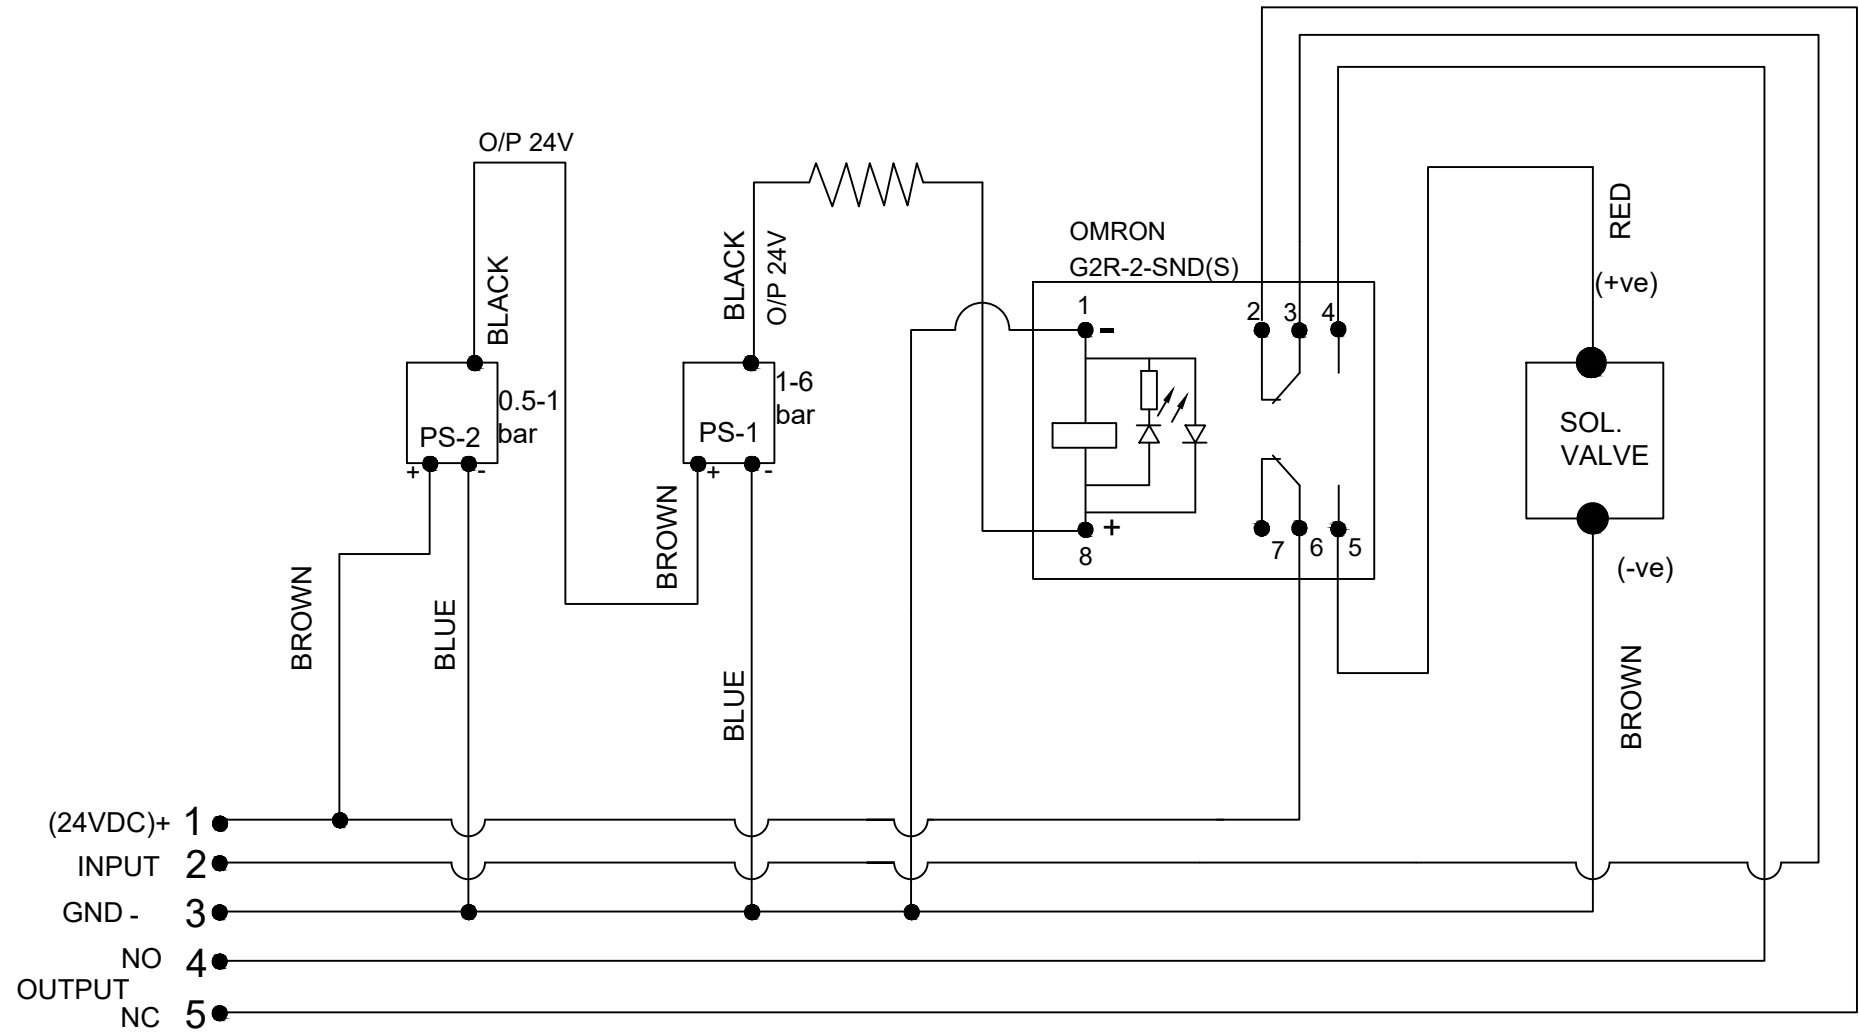 O/P 24V
BLACK
0.5-1
bar
PS-2
+
-
BROWN
BLUE
BLACK
O/P 24V
1-6
bar
PS-1
+
-
BROWN
BLUE
OMRON
G2R-2-SND(S)
1
-
2
3
4
+
8
7
6
5
RED
(+ve)
SOL.
VALVE
(-ve)
BROWN
(24VDC)+ 1
INPUT 2
GND - 3
NO 4
OUTPUT
NC 5